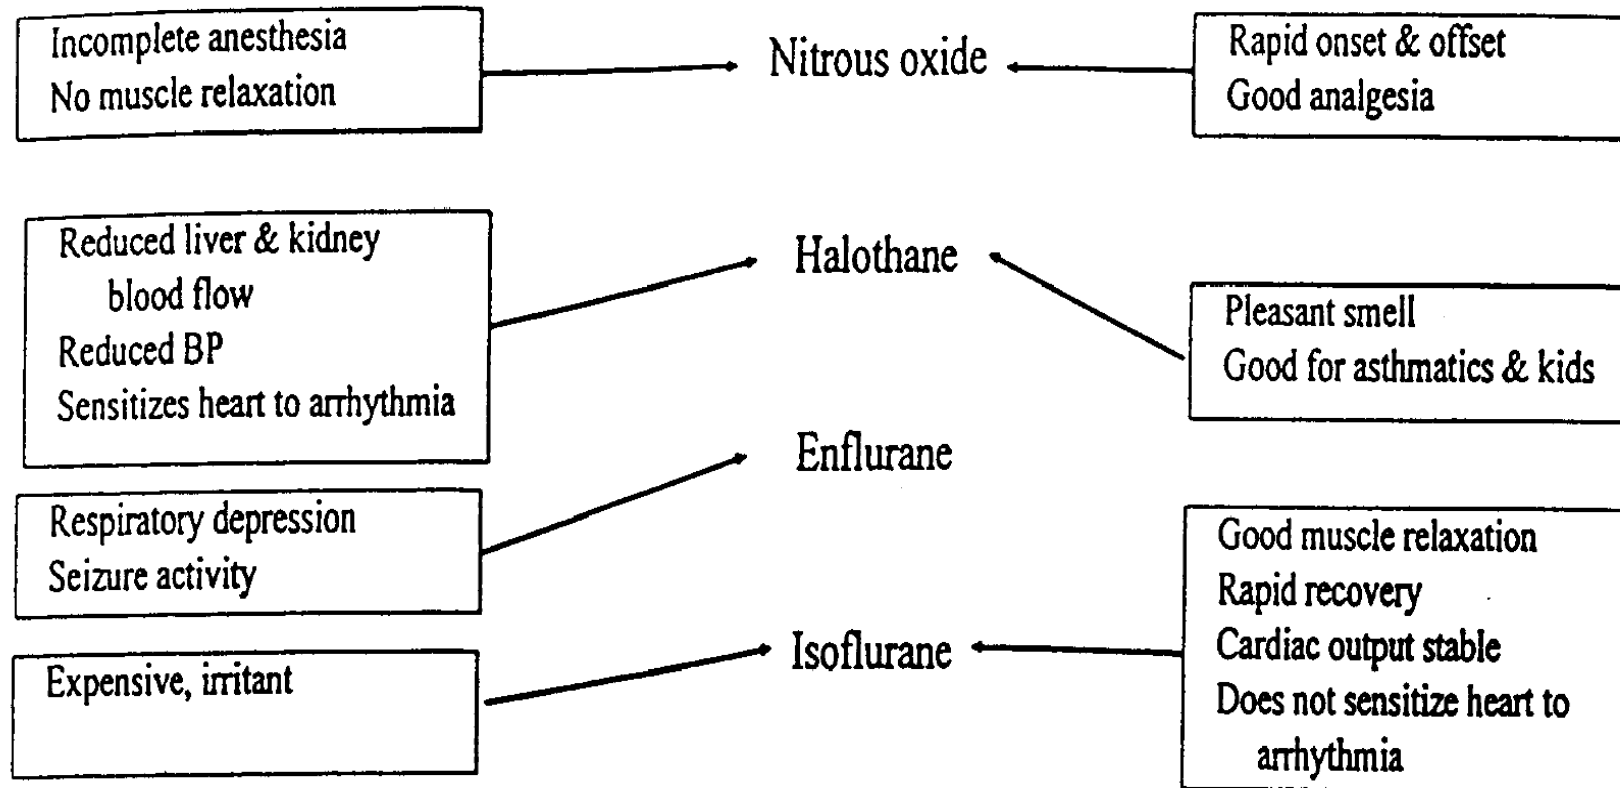 Incomplete anesthesia
No muscle relaxation
Nitrous oxide
Rapid onset & offset
Good analgesia
Reduced liver & kidney
blood flow
Reduced BP
Sensitizes heart to arrhythmia
Halothane
Pleasant smell
Good for asthmatics & kids
Enflurane
Respiratory depression
Seizure activity
Expensive, irritant
Isoflurane
Good muscle relaxation
Rapid recovery
Cardiac output stable
Does not sensitize heart to
arrhythmia